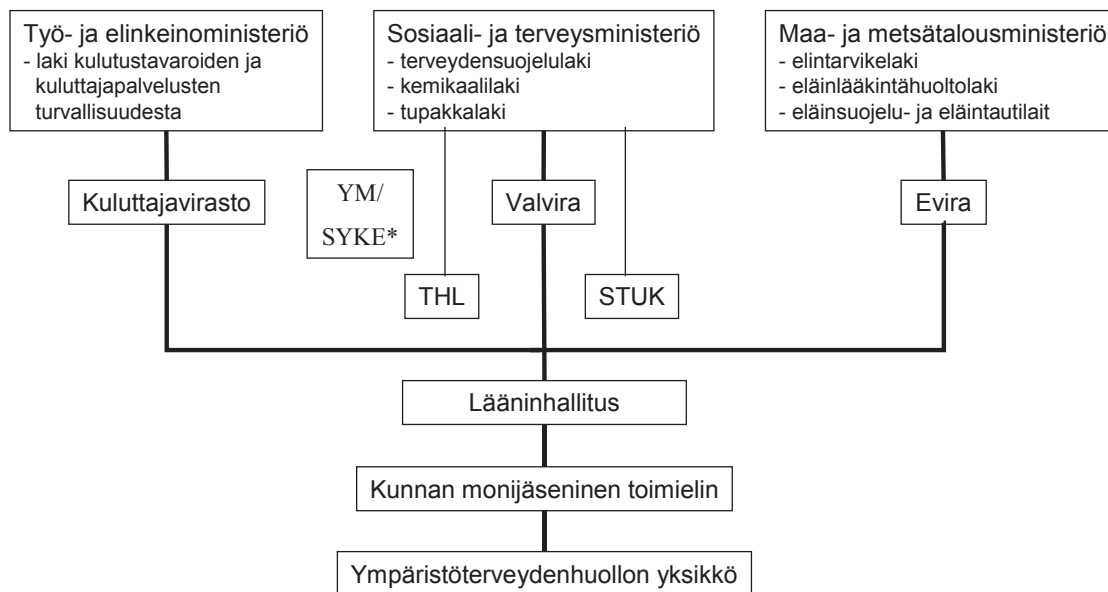 Työ- ja elinkeinoministeriö
- laki kulutustavaroiden ja
kuluttajapalvelusten
turvallisuudesta
Sosiaali- ja terveysministeriö
- terveydensuojelulaki
- kemikaalilaki
- tupakkalaki
Maa- ja metsätalousministeriö
- elintarvikelaki
- eläinlääkintähuoltolaki
- eläinsuojelu- ja eläintautilait
Kuluttajavirasto
YM/
SYKE*
Valvira
Evira
THL
STUK
Lääninhallitus
Kunnan monijäseninen toimielin
Ympäristöterveydenhuollon yksikkö